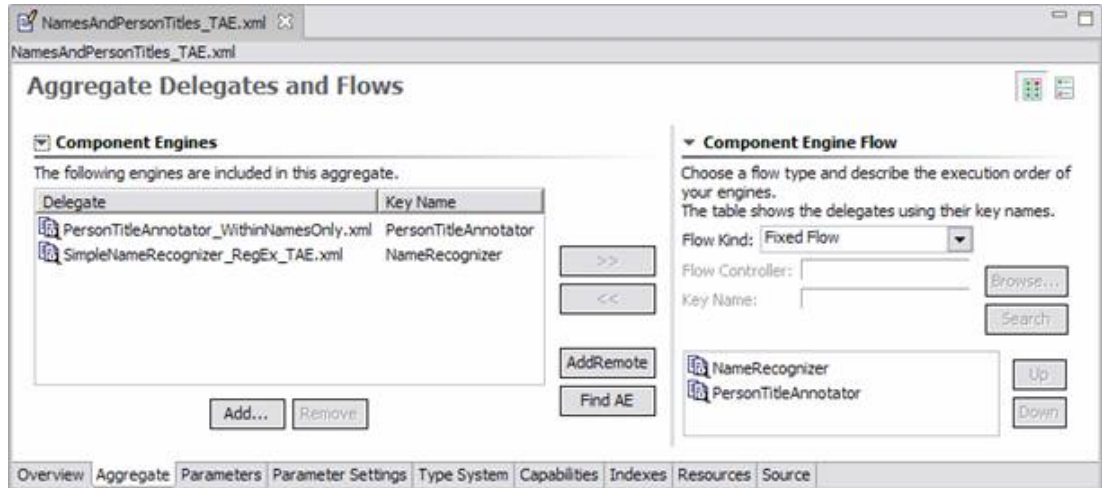 NamesAndPersonTitles_TAE.xml
NamesAndPersonTitles_TAE.xml
Aggregate Delegates and Flows
Component Engines
The following engines are included in this aggregate.
Delegate Key Name
PersonTitleAnnotator_WithinNamesOnly.xml PersonTitleAnnotator
SimpleNameRecognizer_RegEx_TAE.xml NameRecognizer
>>
<<
AddRemote
Find AE
Add... Remove
Component Engine Flow
Choose a flow type and describe the execution order of
your engines.
The table shows the delegates using their key names.
Flow Kind: Fixed Flow
Flow Controller:
Browse...
Key Name:
Search
NameRecognizer
PersonTitleAnnotator
Up
Down
Overview Aggregate Parameters Parameter Settings Type System Capabilities Indexes Resources Source